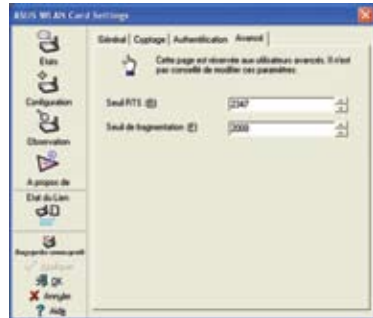 ASUS WLAN Card Settings
Général
Cryptage
Authentification
Avancé
Cette page est réservée aux utilisateurs avancés. Il n'est
pas conseillé de modifier ces paramètres.
Seuil RTS
2347
Seuil de fragmentation
2000
Etats
Configuration
Observation
A propos de
Etat du Lien
Appliquer
OK
Annuler
Aide